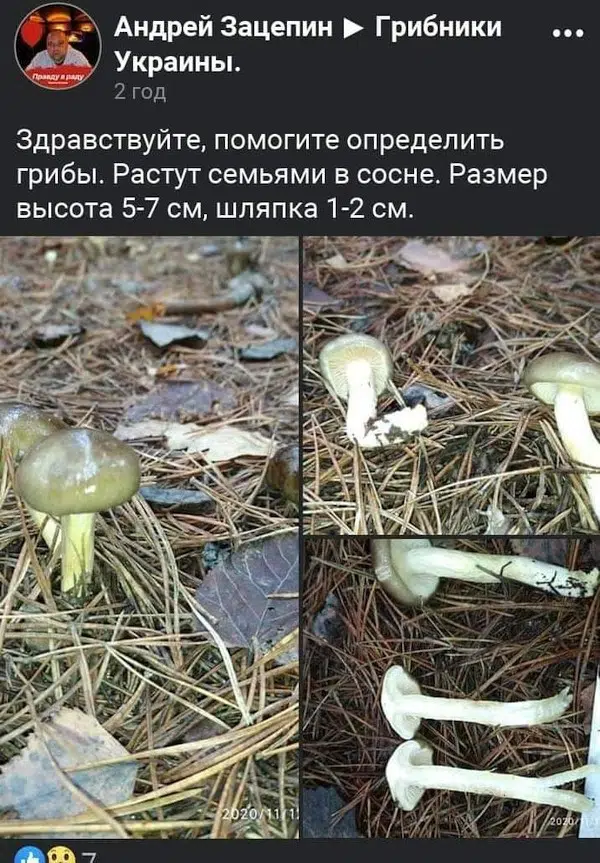 Андрей Зацепин ▶ Грибники
Украины.
2 год
Правду в раду
Здравствуйте, помогите определить
грибы. Растут семьями в сосне. Размер
высота 5-7 см, шляпка 1-2 см.
2020/11/1
2020/11
7